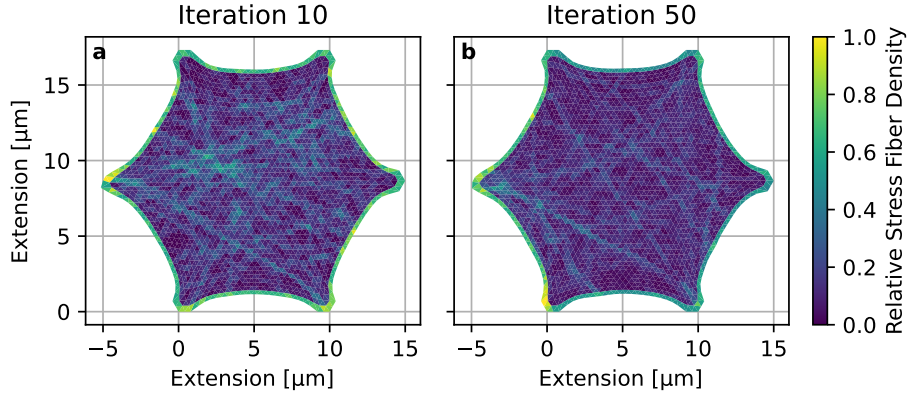 Iteration 10
Iteration 50
a
b
Extension [µm]
15
10
5
0
−5
0
5
10
15
−5
0
5
10
15
Extension [µm]
Extension [µm]
1.0
0.8
0.6
0.4
0.2
0.0
Relative Stress Fiber Density